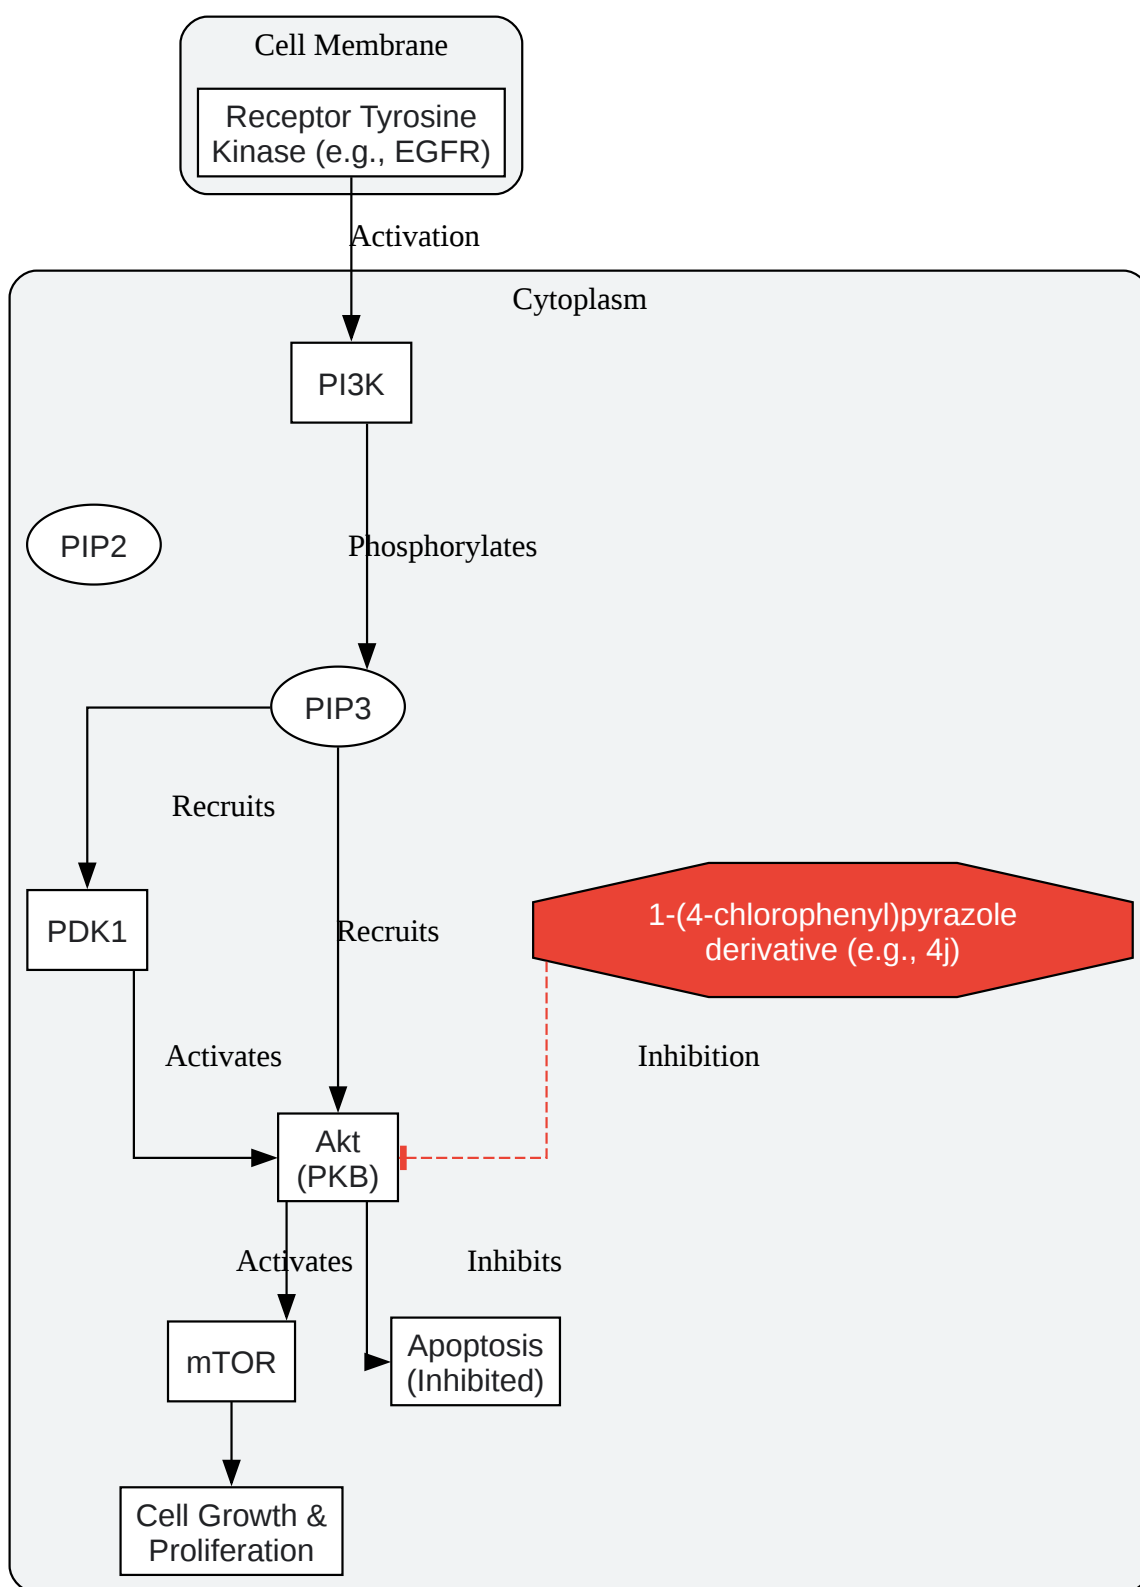 Cell Membrane
Receptor Tyrosine
Kinase (e.g., EGFR)
Activation
Cytoplasm
PI3K
PIP2
Phosphorylates
PIP3
Recruits
PDK1
Recruits
1-(4-chlorophenyl)pyrazole
derivative (e.g., 4j)
Activates
Inhibition
Akt
(PKB)
Activates
Inhibits
mTOR
Apoptosis
(Inhibited)
Cell Growth &
Proliferation